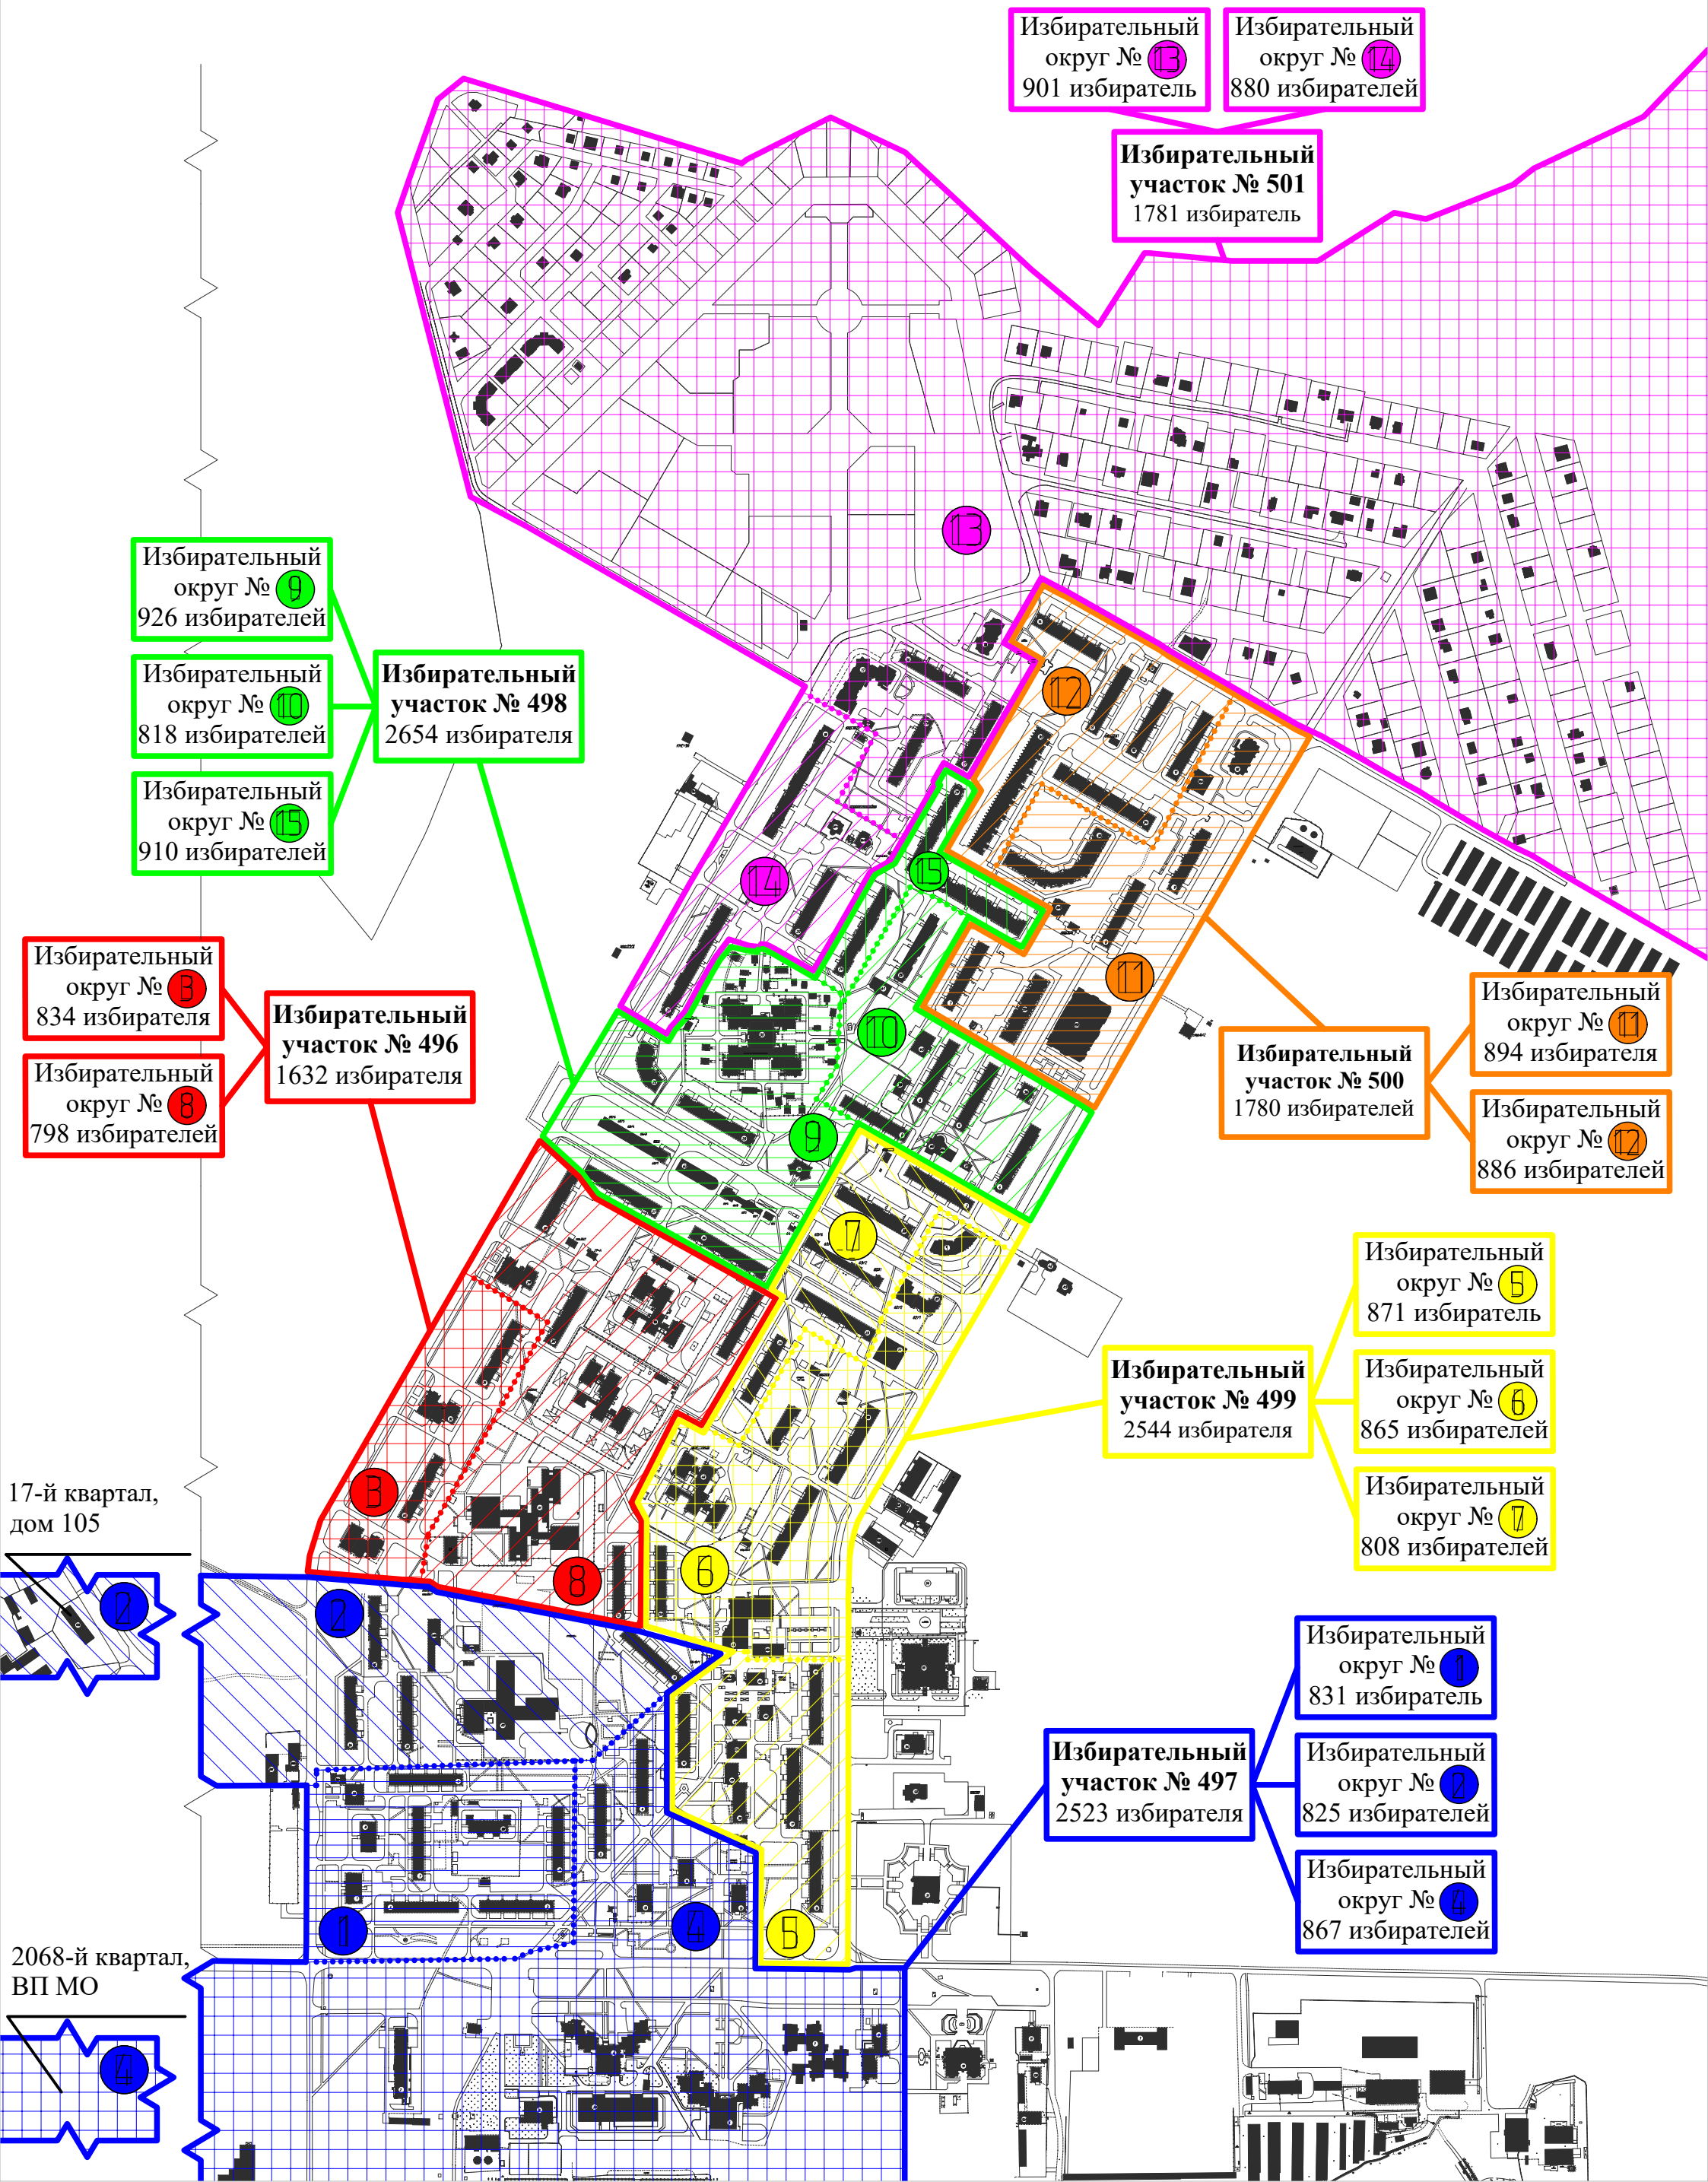 Избирательный
округ № 13
901 избиратель
Избирательный
округ № 14
880 избирателей
Избирательный
участок № 501
1781 избиратель
13
Избирательный
округ № 9
926 избирателей
Избирательный
округ № 10
818 избирателей
Избирательный
округ № 15
910 избирателей
Избирательный
участок № 498
2654 избирателя
12
15
14
11
10
9
Избирательный
округ № 3
834 избирателя
Избирательный
округ № 8
798 избирателей
Избирательный
участок № 496
1632 избирателя
Избирательный
участок № 500
1780 избирателей
Избирательный
округ № 11
894 избирателя
Избирательный
округ № 12
886 избирателей
7
Избирательный
участок № 499
2544 избирателя
Избирательный
округ № 5
871 избиратель
Избирательный
округ № 6
865 избирателей
Избирательный
округ № 7
808 избирателей
3
8
6
17-й квартал,
дом 105
2
2
Избирательный
участок № 497
2523 избирателя
Избирательный
округ № 1
831 избиратель
Избирательный
округ № 2
825 избирателей
Избирательный
округ № 4
867 избирателей
1
4
5
2068-й квартал,
ВП МО
4